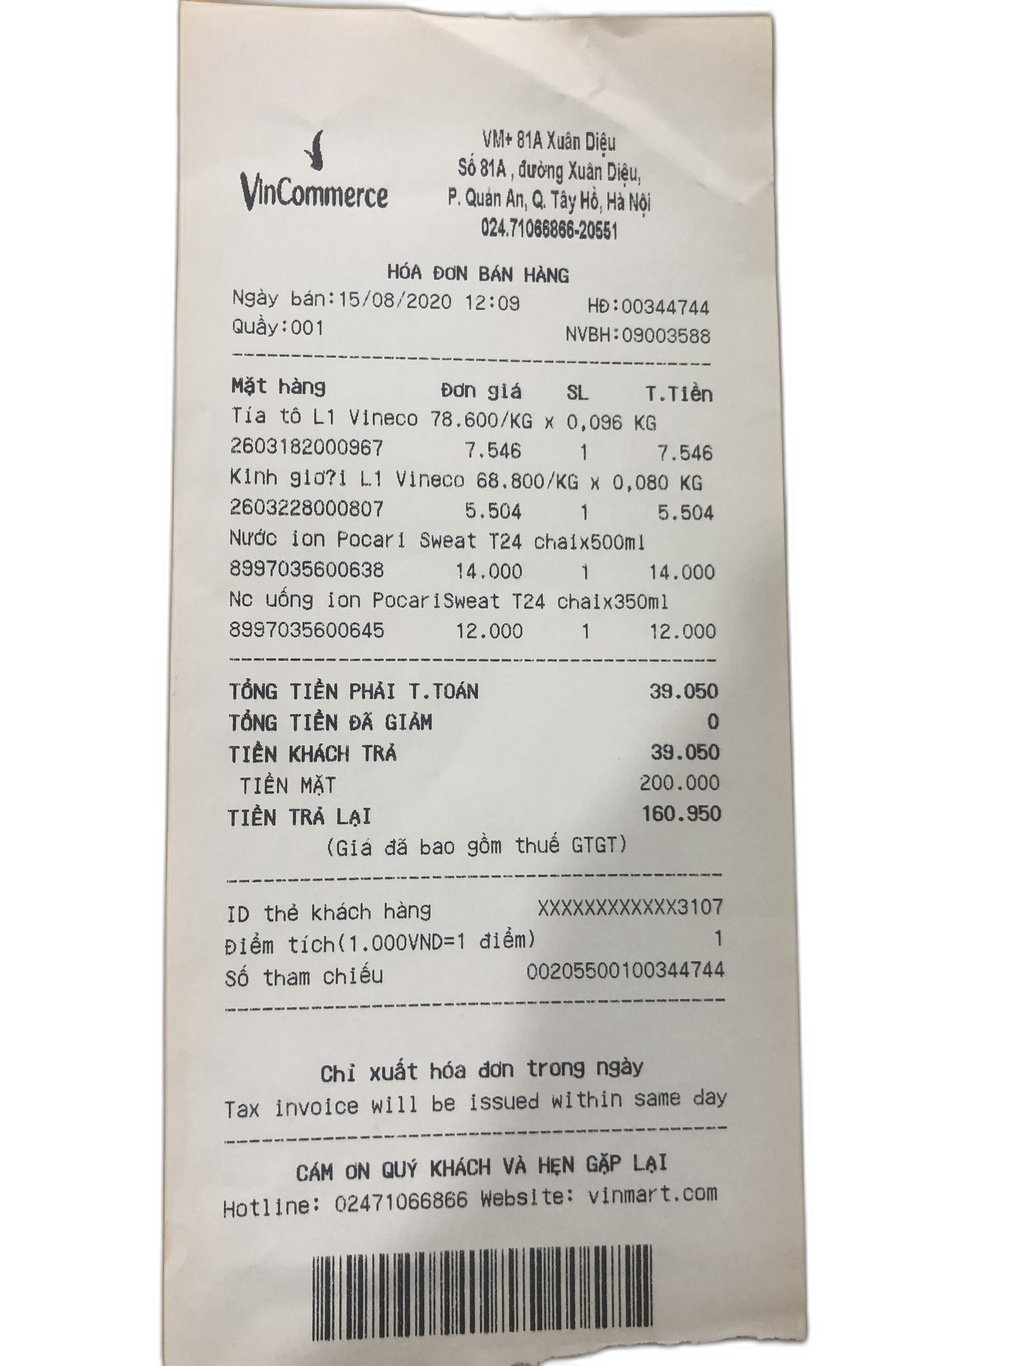 VinCommerce
VM+ 81A Xuân Diệu
Số 81A , đường Xuân Diệu,
P. Quản An, Q. Tây Hồ, Hà Nội
024.71066866-20551
HÓA ĐƠN BÁN HÀNG
Ngày bán:15/08/2020 12:09 HĐ:00344744
Quầy:001 NVBH:09003588
Mặt hàng Đơn giá SL T.Tiền
Tía tô L1 Vineco 78.600/KG x 0,096 KG
2603182000967 7.546 1 7.546
Kinh giơ?i L1 Vineco 68.800/KG x 0,080 KG
2603228000807 5.504 1 5.504
Nước ion Pocari Sweat T24 chaix500ml
8997035600638 14.000 1 14.000
Nc uống ion PocariSweat T24 chaix350ml
8997035600645 12.000 1 12.000
TỔNG TIỀN PHẢI T.TOÁN 39.050
TỔNG TIỀN ĐÃ GIẢM 0
TIỀN KHÁCH TRẢ 39.050
TIỀN MẶT 200.000
TIỀN TRẢ LẠI 160.950
(Giá đã bao gồm thuế GTGT)
ID thẻ khách hàng XXXXXXXXXXXX3107
Điểm tích(1.000VND=1 điểm) 1
Số tham chiếu 00205500100344744
Chỉ xuất hóa đơn trong ngày
Tax invoice will be issued within same day
CÁM ƠN QUÝ KHÁCH VÀ HẸN GẶP LẠI
Hotline: 02471066866 Website: vinmart.com